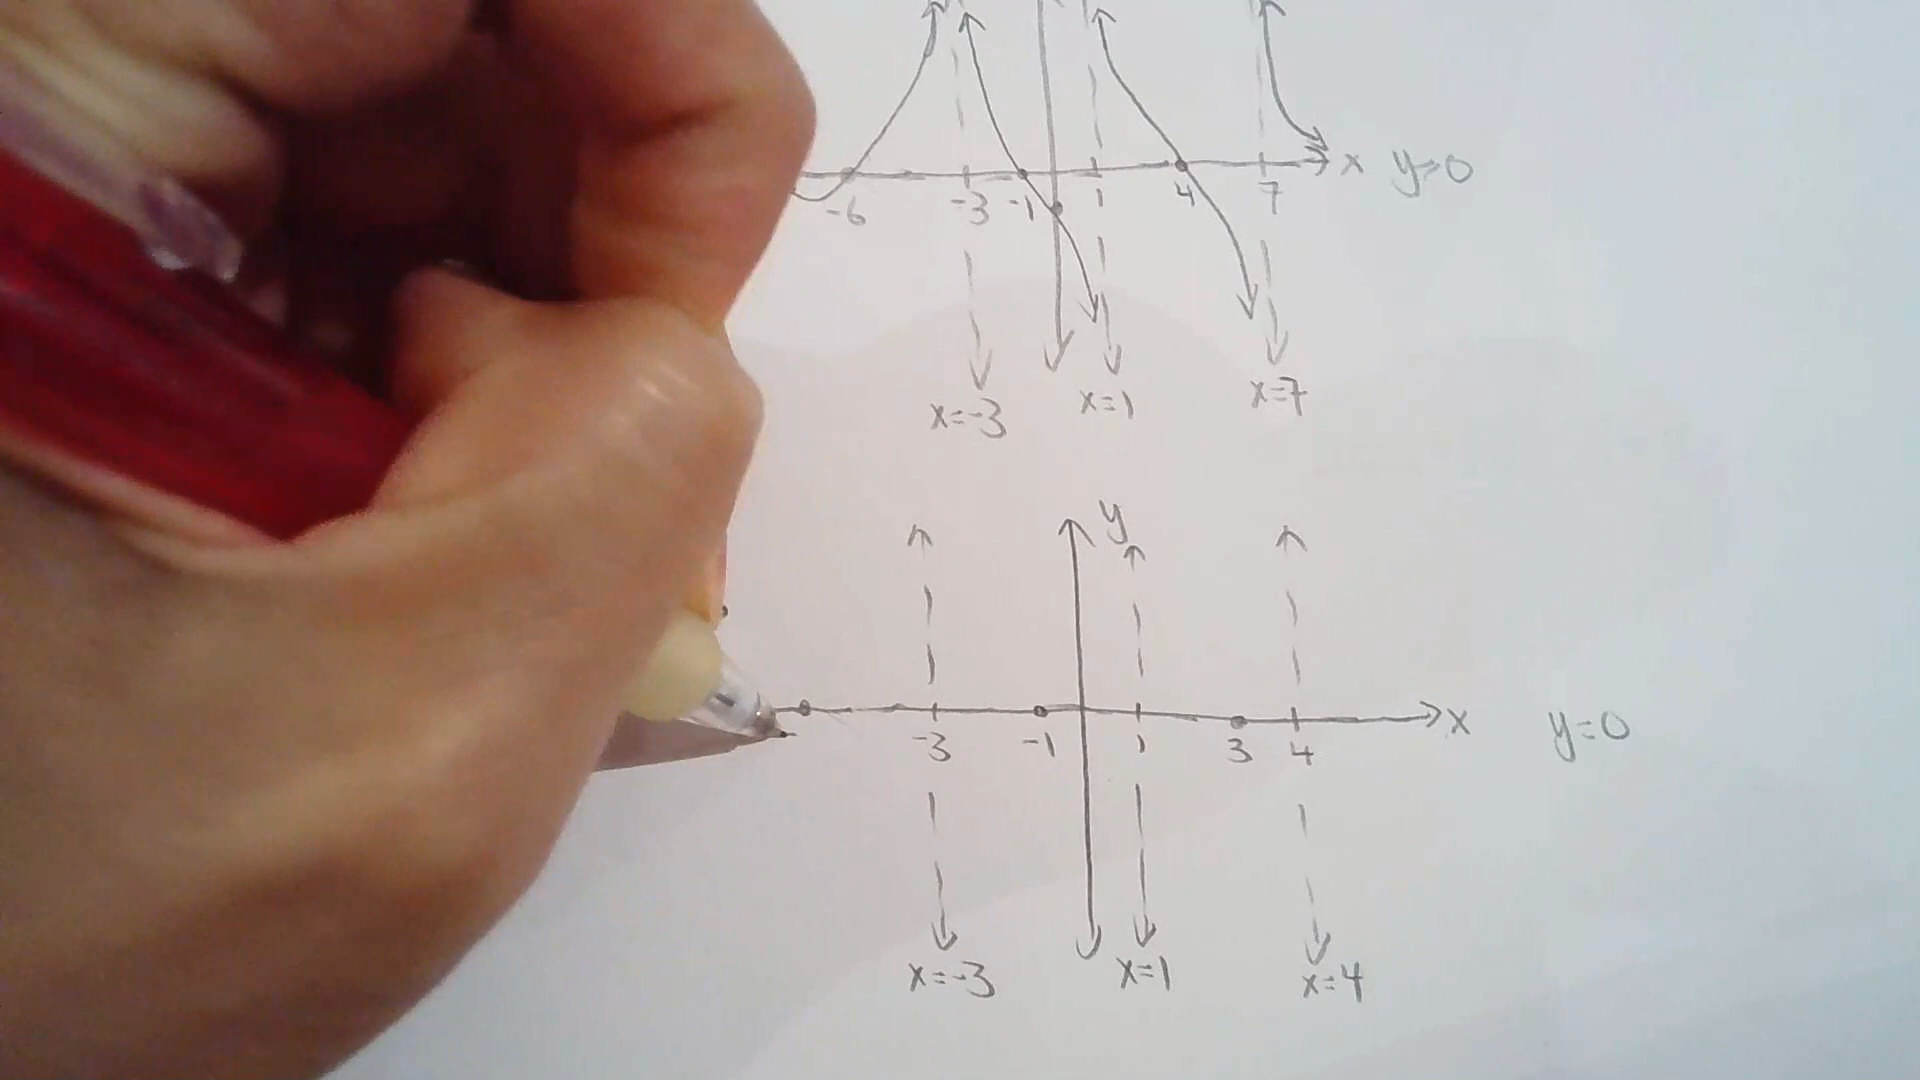 x y=0
-6 -3 -1 1 4 7
x=-3 x=1 x=7
y
x y=0
-3 -1 1 3 4
x=-3 x=1 x=4